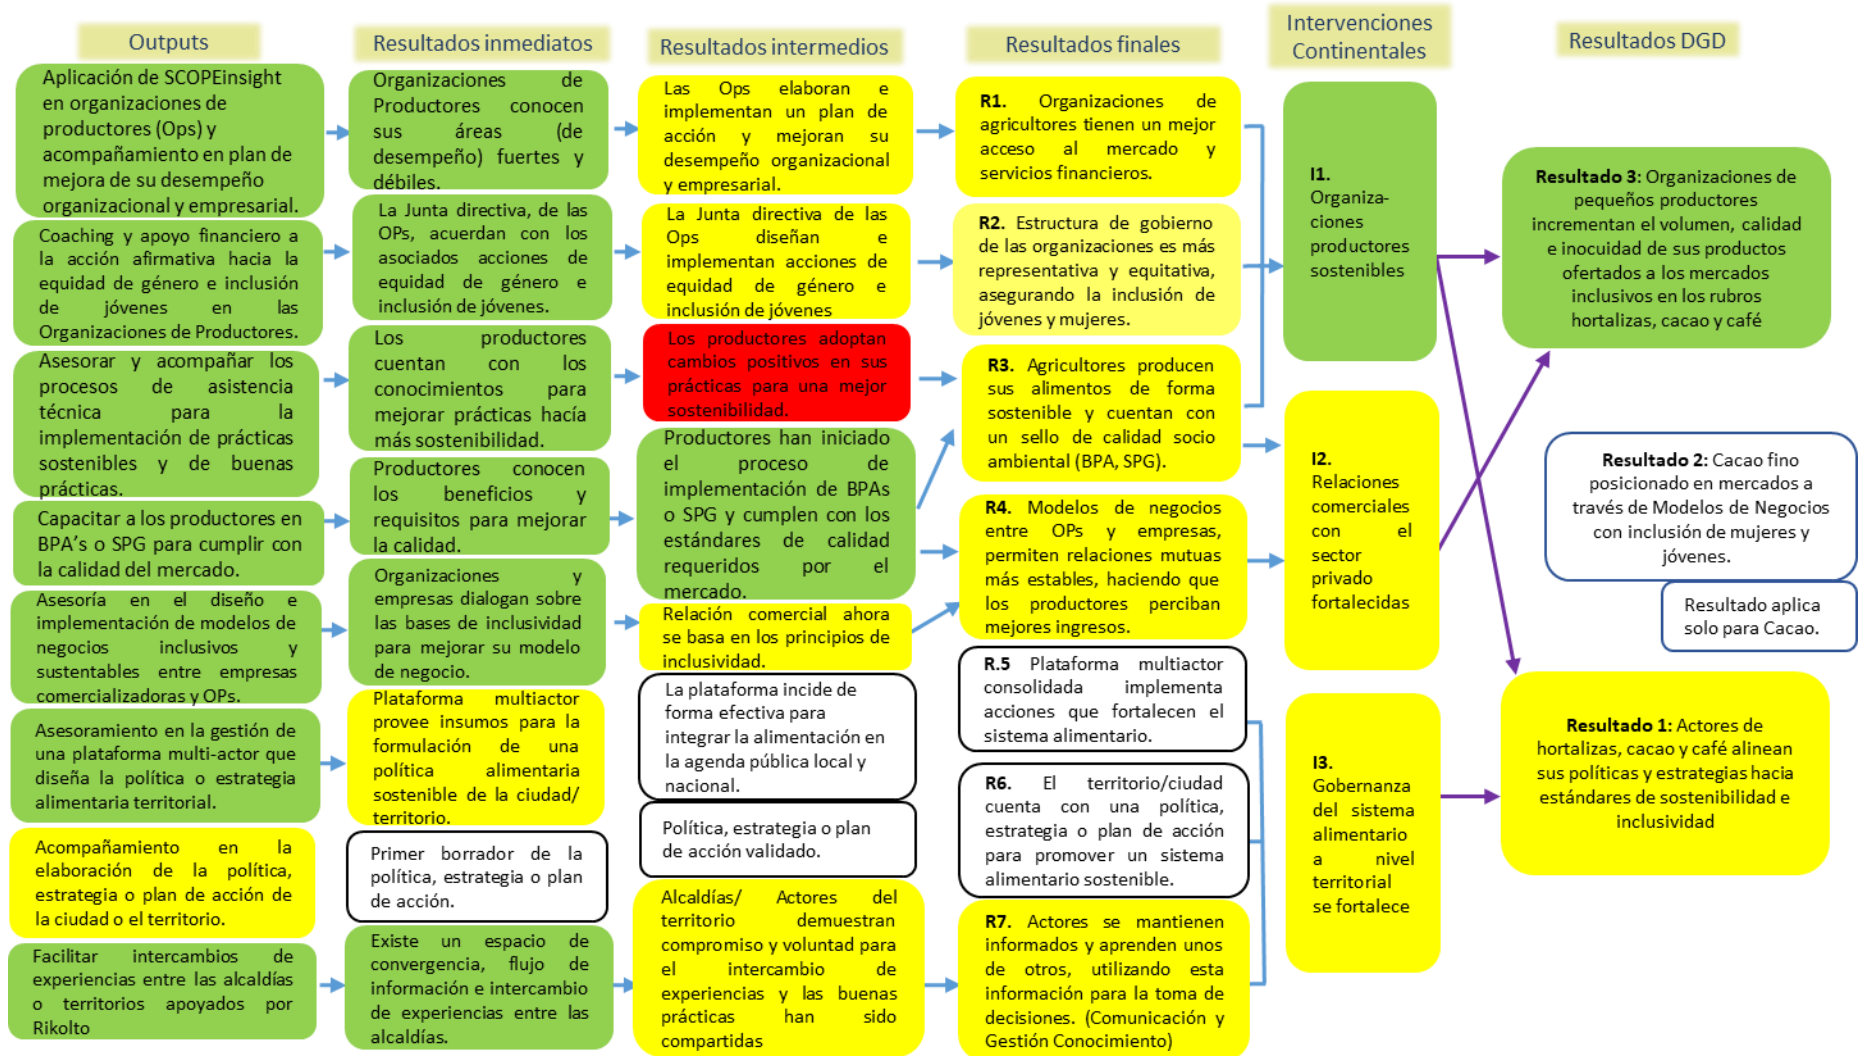 Outputs
Resultados inmediatos
Resultados intermedios
Resultados finales
Intervenciones
Continentales
Resultados DGD
Aplicación de SCOPEinsight
en organizaciones de
productores (Ops) y
acompañamiento en plan de
mejora de su desempeño
organizacional y empresarial.
Coaching y apoyo financiero a
la acción afirmativa hacia la
equidad de género e inclusión
de jóvenes en las
Organizaciones de Productores.
Asesorar y acompañar los
procesos de asistencia
técnica para la
implementación de prácticas
sostenibles y de buenas
prácticas.
Capacitar a los productores en
BPA's o SPG para cumplir con
la calidad del mercado.
Asesoría en el diseño e
implementación de modelos de
negocios inclusivos y
sustentables entre empresas
comercializadoras y OPs.
Asesoramiento en la gestión de
una plataforma multi-actor que
diseña la política o estrategia
alimentaria territorial.
Acompañamiento en la
elaboración de la política,
estrategia o plan de acción de
la ciudad o el territorio.
Facilitar intercambios de
experiencias entre las alcaldías
o territorios apoyados por
Rikolto
Organizaciones de
Productores conocen
sus áreas (de
desempeño) fuertes y
débiles.
La Junta directiva, de las
OPs, acuerdan con los
asociados acciones de
equidad de género e
inclusión de jóvenes.
Los productores
cuentan con los
conocimientos para
mejorar prácticas hacía
más sostenibilidad.
Productores conocen
los beneficios y
requisitos para mejorar
la calidad.
Organizaciones y
empresas dialogan sobre
las bases de inclusividad
para mejorar su modelo
de negocio.
Plataforma multiactor
provee insumos para la
formulación de una
política alimentaria
sostenible de la ciudad/
territorio.
Primer borrador de la
política, estrategia o plan
de acción.
Existe un espacio de
convergencia, flujo de
información e intercambio
de experiencias entre las
alcaldías.
Las Ops elaboran e
implementan un plan de
acción y mejoran su
desempeño organizacional
y empresarial.
La Junta directiva de las
Ops diseñan e
implementan acciones de
equidad de género e
inclusión de jóvenes
Los productores adoptan
cambios positivos en sus
prácticas para una mejor
sostenibilidad.
Productores han iniciado
el proceso de
implementación de BPAs
o SPG y cumplen con los
estándares de calidad
requeridos por el
mercado.
Relación comercial ahora
se basa en los principios de
inclusividad.
La plataforma incide de
forma efectiva para
integrar la alimentación en
la agenda pública local y
nacional.
Política, estrategia o plan
de acción validado.
Alcaldías/ Actores del
territorio demuestran
compromiso y voluntad para
el intercambio de
experiencias y las buenas
prácticas han sido
compartidas
R1. Organizaciones de
agricultores tienen un mejor
acceso al mercado y
servicios financieros.
R2. Estructura de gobierno
de las organizaciones es más
representativa y equitativa,
asegurando la inclusión de
jóvenes y mujeres.
R3. Agricultores producen
sus alimentos de forma
sostenible y cuentan con
un sello de calidad socio
ambiental (BPA, SPG).
R4. Modelos de negocios
entre OPs y empresas,
permiten relaciones mutuas
más estables, haciendo que
los productores perciban
mejores ingresos.
R.5 Plataforma multiactor
consolidada implementa
acciones que fortalecen el
sistema alimentario.
R6. El territorio/ciudad
cuenta con una política,
estrategia o plan de acción
para promover un sistema
alimentario sostenible.
R7. Actores se mantienen
informados y aprenden unos
de otros, utilizando esta
información para la toma de
decisiones. (Comunicación y
Gestión Conocimiento)
I1.
Organiza-
ciones
productores
sostenibles
I2.
Relaciones
comerciales
con el
sector
privado
fortalecidas
I3.
Gobernanza
del sistema
alimentario
a nivel
territorial
se fortalece
Resultado 3: Organizaciones de
pequeños productores
incrementan el volumen, calidad
e inocuidad de sus productos
ofertados a los mercados
inclusivos en los rubros
hortalizas, cacao y café
Resultado 2: Cacao fino
posicionado en mercados a
través de Modelos de Negocios
con inclusión de mujeres y
jóvenes.
Resultado aplica
solo para Cacao.
Resultado 1: Actores de
hortalizas, cacao y café alinean
sus políticas y estrategias hacia
estándares de sostenibilidad e
inclusividad